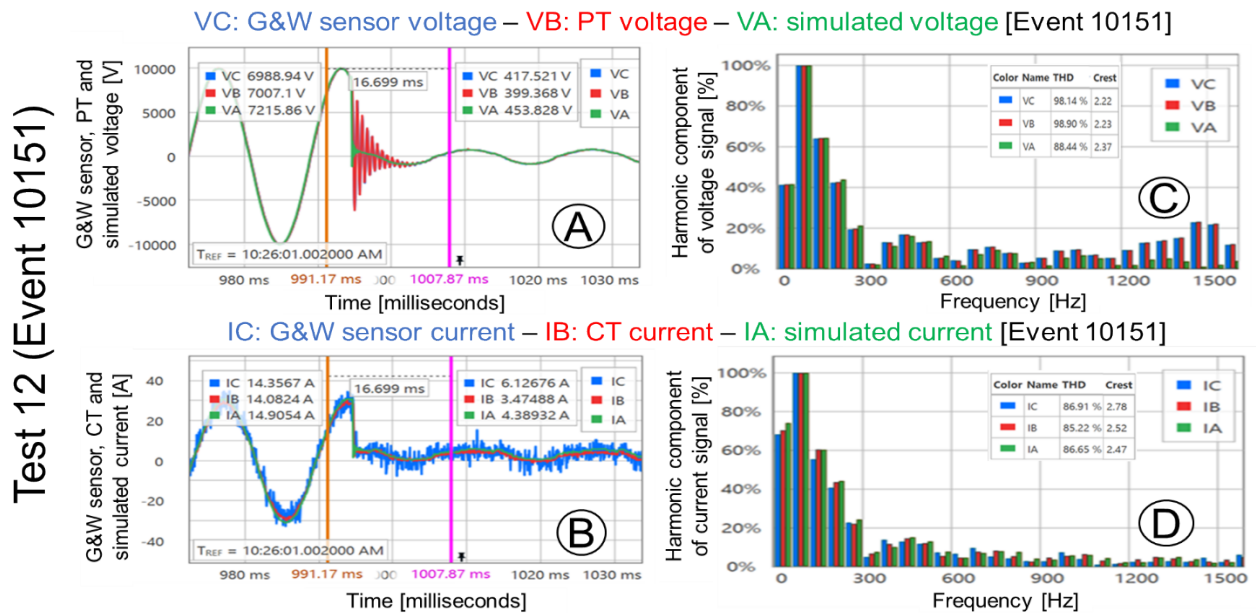 VC: G&W sensor voltage – VB: PT voltage – VA: simulated voltage [Event 10151]
Test 12 (Event 10151)
G&W sensor, PT and
simulated voltage [V]
10000
5000
0
-5000
-10000
VC 6988.94 V
VB 7007.1 V
VA 7215.86 V
16.699 ms
VC 417.521 V
VB 399.368 V
VA 453.828 V
VC
VB
VA
A
TREF = 10:26:01.002000 AM
980 ms
991.17 ms
000
1007.87 ms
1020 ms
1030 ms
Time [milliseconds]
Harmonic component
of voltage signal [%]
100%
80%
60%
40%
20%
0%
Color Name THD Crest
VC 98.14 % 2.22
VB 98.90 % 2.23
VA 88.44 % 2.37
VC
VB
VA
C
0 300 600 900 1200 1500
Frequency [Hz]
IC: G&W sensor current – IB: CT current – IA: simulated current [Event 10151]
G&W sensor, CT and
simulated current [A]
40
20
0
-20
-40
IC 14.3567 A
IB 14.0824 A
IA 14.9054 A
16.699 ms
IC 6.12676 A
IB 3.47488 A
IA 4.38932 A
IC
IB
IA
B
TREF = 10:26:01.002000 AM
980 ms
991.17 ms
000
1007.87 ms
1020 ms
1030 ms
Time [milliseconds]
Harmonic component
of current signal [%]
100%
80%
60%
40%
20%
0%
Color Name THD Crest
IC 86.91 % 2.78
IB 85.22 % 2.52
IA 86.65 % 2.47
IC
IB
IA
D
0 300 600 900 1200 1500
Frequency [Hz]